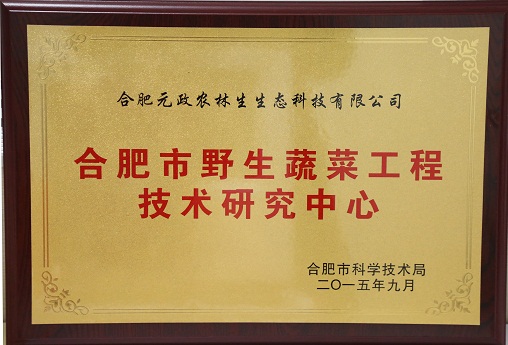 合肥元政农林生生态科技有限公司
合肥市野生蔬菜工程
技术研究中心
合肥市科学技术局
二〇一五年九月